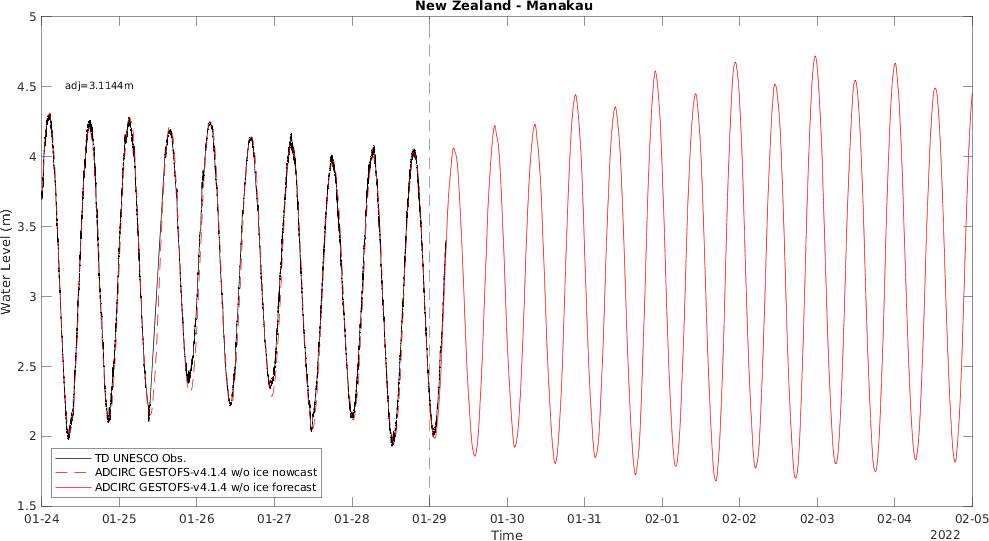 New Zealand - Manakau
5
4.5
4
3.5
3
2.5
2
1.5
Water Level (m)
adj=3.1144m
TD UNESCO Obs.
ADCIRC GESTOFS-v4.1.4 w/o ice nowcast
ADCIRC GESTOFS-v4.1.4 w/o ice forecast
01-24 01-25 01-26 01-27 01-28 01-29 01-30 01-31 02-01 02-02 02-03 02-04 02-05
Time
2022